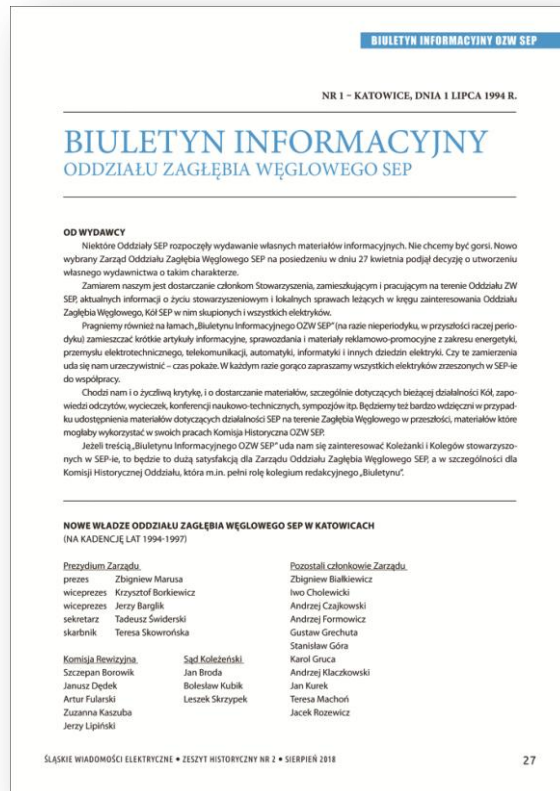 BIULETYN INFORMACYJNY OZW SEP
NR 1 – KATOWICE, DNIA 1 LIPCA 1994 R.
BIULETYN INFORMACYJNY
ODDZIAŁU ZAGŁĘBIA WĘGLOWEGO SEP
OD WYDAWCY
Niektóre Oddziały SEP rozpoczęły wydawanie własnych materiałów informacyjnych. Nie chcemy być gorsi. Nowo
wybrany Zarząd Oddziału Zagłębia Węglowego SEP na posiedzeniu w dniu 27 kwietnia podjął decyzję o utworzeniu
własnego wydawnictwa o takim charakterze.
Zamiarem naszym jest dostarczanie członkom Stowarzyszenia, zamieszkującym i pracującym na terenie Oddziału ZW
SEP, aktualnych informacji o życiu stowarzyszeniowym i lokalnych sprawach leżących w kręgu zainteresowania Oddziału
Zagłębia Węglowego, Kół SEP w nim skupionych i wszystkich elektryków.
Pragniemy również na łamach „Biuletynu Informacyjnego OZW SEP” (na razie nieperiodyku, w przyszłości raczej perio-
dyku) zamieszczać krótkie artykuły informacyjne, sprawozdania i materiały reklamowo-promocyjne z zakresu energetyki,
przemysłu elektrotechnicznego, telekomunikacji, automatyki, informatyki i innych dziedzin elektryki. Czy te zamierzenia
uda się nam urzeczywistnić – czas pokaże. W każdym razie gorąco zapraszamy wszystkich elektryków zrzeszonych w SEP-ie
do współpracy.
Chodzi nam i o życzliwą krytykę, i o dostarczanie materiałów, szczególnie dotyczących bieżącej działalności Kół, zapo-
wiedzi odczytów, wycieczek, konferencji naukowo-technicznych, sympozjów itp. Będziemy też bardzo wdzięczni w przypad-
ku udostępnienia materiałów dotyczących działalności SEP na terenie Zagłębia Węglowego w przeszłości, materiałów które
mogłaby wykorzystać w swoich pracach Komisja Historyczna OZW SEP.
Jeżeli treścią „Biuletynu Informacyjnego OZW SEP” uda nam się zainteresować Koleżanki i Kolegów stowarzyszo-
nych w SEP-ie, to będzie to dużą satysfakcją dla Zarządu Oddziału Zagłębia Węglowego SEP, a w szczególności dla
Komisji Historycznej Oddziału, która m.in. pełni rolę kolegium redakcyjnego „Biuletynu”.
NOWE WŁADZE ODDZIAŁU ZAGŁĘBIA WĘGLOWEGO SEP W KATOWICACH
(NA KADENCJĘ LAT 1994-1997)
Prezydium Zarządu
prezes Zbigniew Marusa
wiceprezes Krzysztof Borkiewicz
wiceprezes Jerzy Barglik
sekretarz Tadeusz Świderski
skarbnik Teresa Skowrońska
Komisja Rewizyjna
Szczepan Borowik
Janusz Dędek
Artur Fularski
Zuzanna Kaszuba
Jerzy Lipiński
Sąd Koleżeński
Jan Broda
Bolesław Kubik
Leszek Skrzypek
Pozostali członkowie Zarządu
Zbigniew Białkiewicz
Iwo Cholewicki
Andrzej Czajkowski
Andrzej Formowicz
Gustaw Grechuta
Stanisław Góra
Karol Gruca
Andrzej Klaczkowski
Jan Kurek
Teresa Machoń
Jacek Rozewicz
ŚLĄSKIE WIADOMOŚCI ELEKTRYCZNE • ZESZYT HISTORYCZNY NR 2 • SIERPIEŃ 2018
27